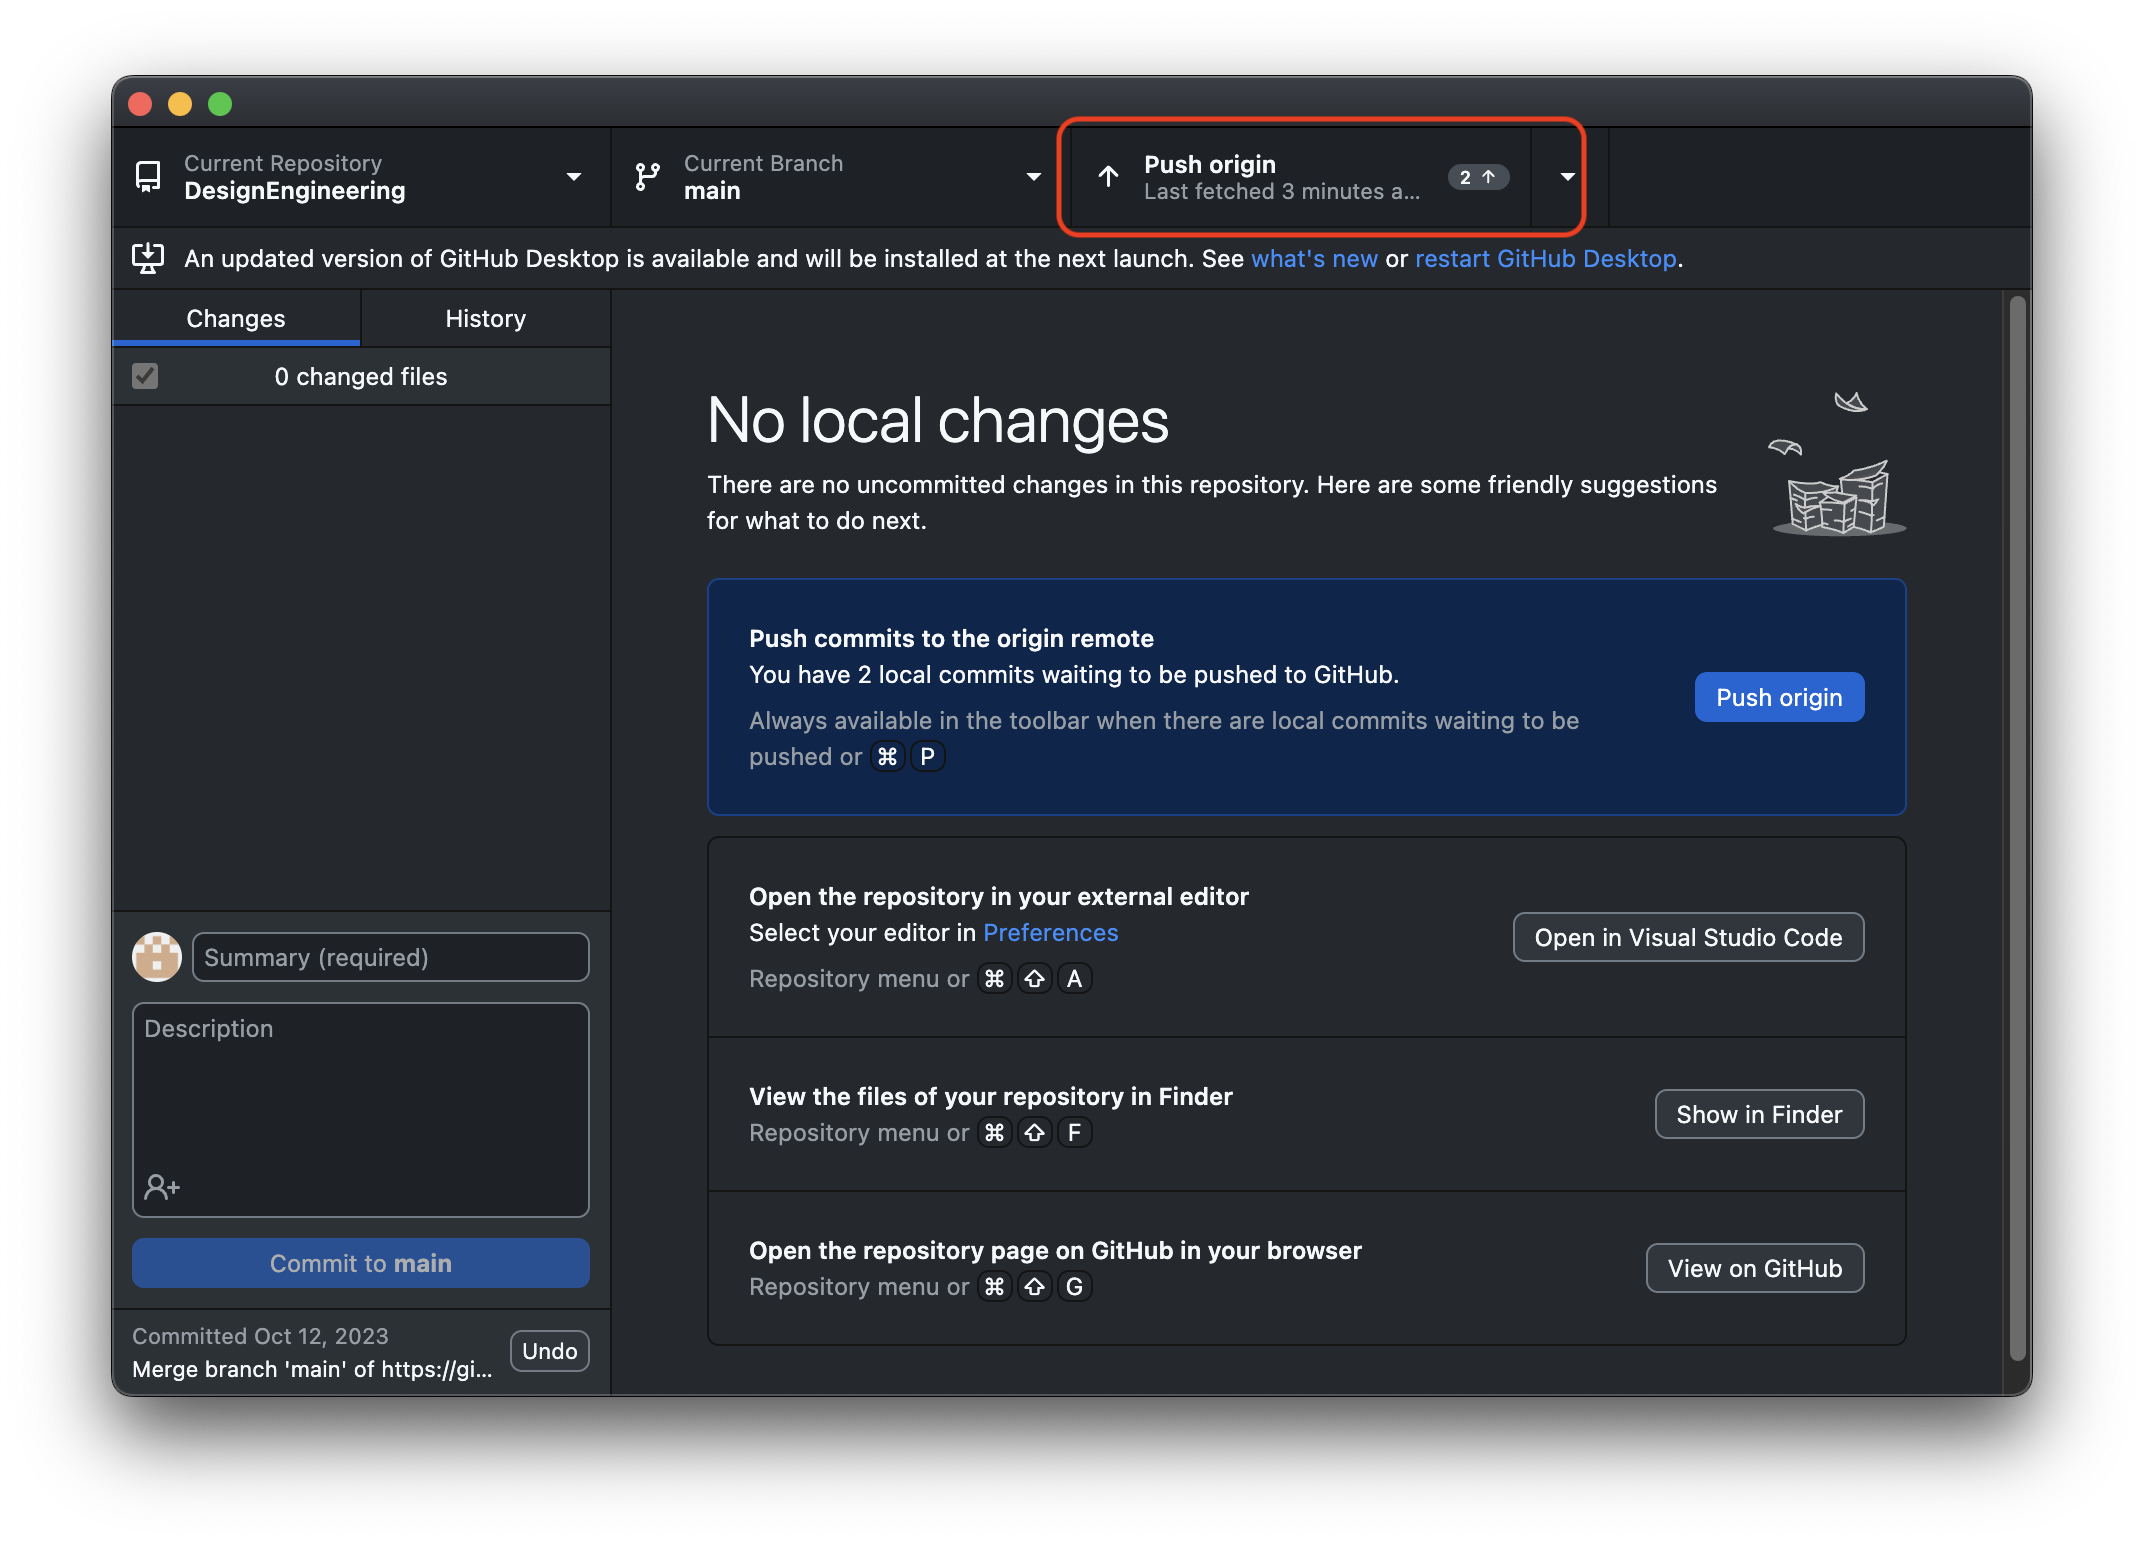 Current Repository
DesignEngineering
Current Branch
main
Push origin
Last fetched 3 minutes a...
2
An updated version of GitHub Desktop is available and will be installed at the next launch. See what's new or restart GitHub Desktop.
Changes
History
0 changed files
No local changes
There are no uncommitted changes in this repository. Here are some friendly suggestions
for what to do next.
Push commits to the origin remote
You have 2 local commits waiting to be pushed to GitHub.
Always available in the toolbar when there are local commits waiting to be
pushed or ⌘ P
Push origin
Open the repository in your external editor
Select your editor in Preferences
Repository menu or ⌘ ⇧ A
Open in Visual Studio Code
View the files of your repository in Finder
Repository menu or ⌘ ⇧ F
Show in Finder
Open the repository page on GitHub in your browser
Repository menu or ⌘ ⇧ G
View on GitHub
Summary (required)
Description
Commit to main
Committed Oct 12, 2023
Merge branch 'main' of https://gi...
Undo